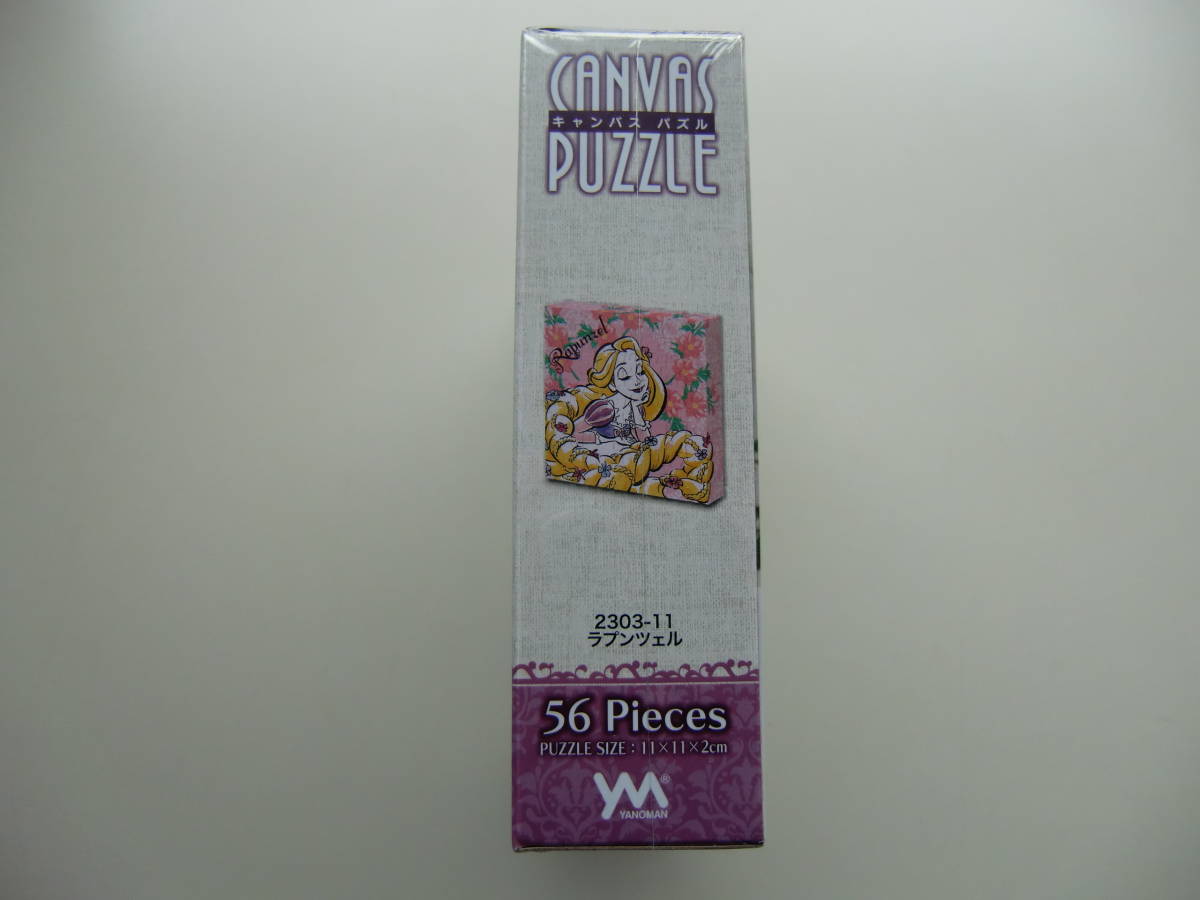 CANVAS
キャンバス パズル
PUZZLE
Rapunzel
2303-11
ラプンツェル
56 Pieces
PUZZLE SIZE：11×11×2cm
YM®
YANOMAN